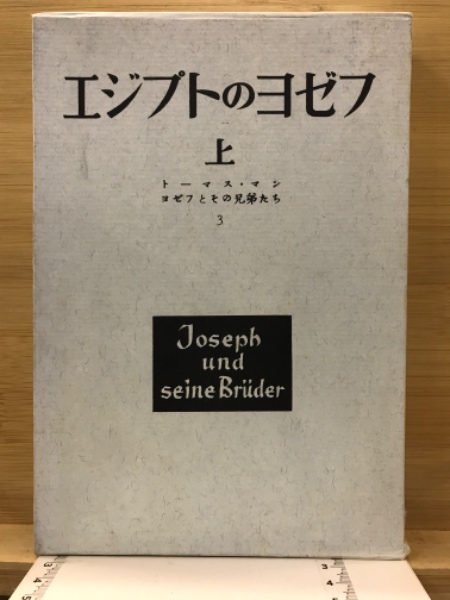 エジプトのヨゼフ
上
トーマス・マン
ヨゼフとその兄弟たち
3
Joseph
und
seine Brüder